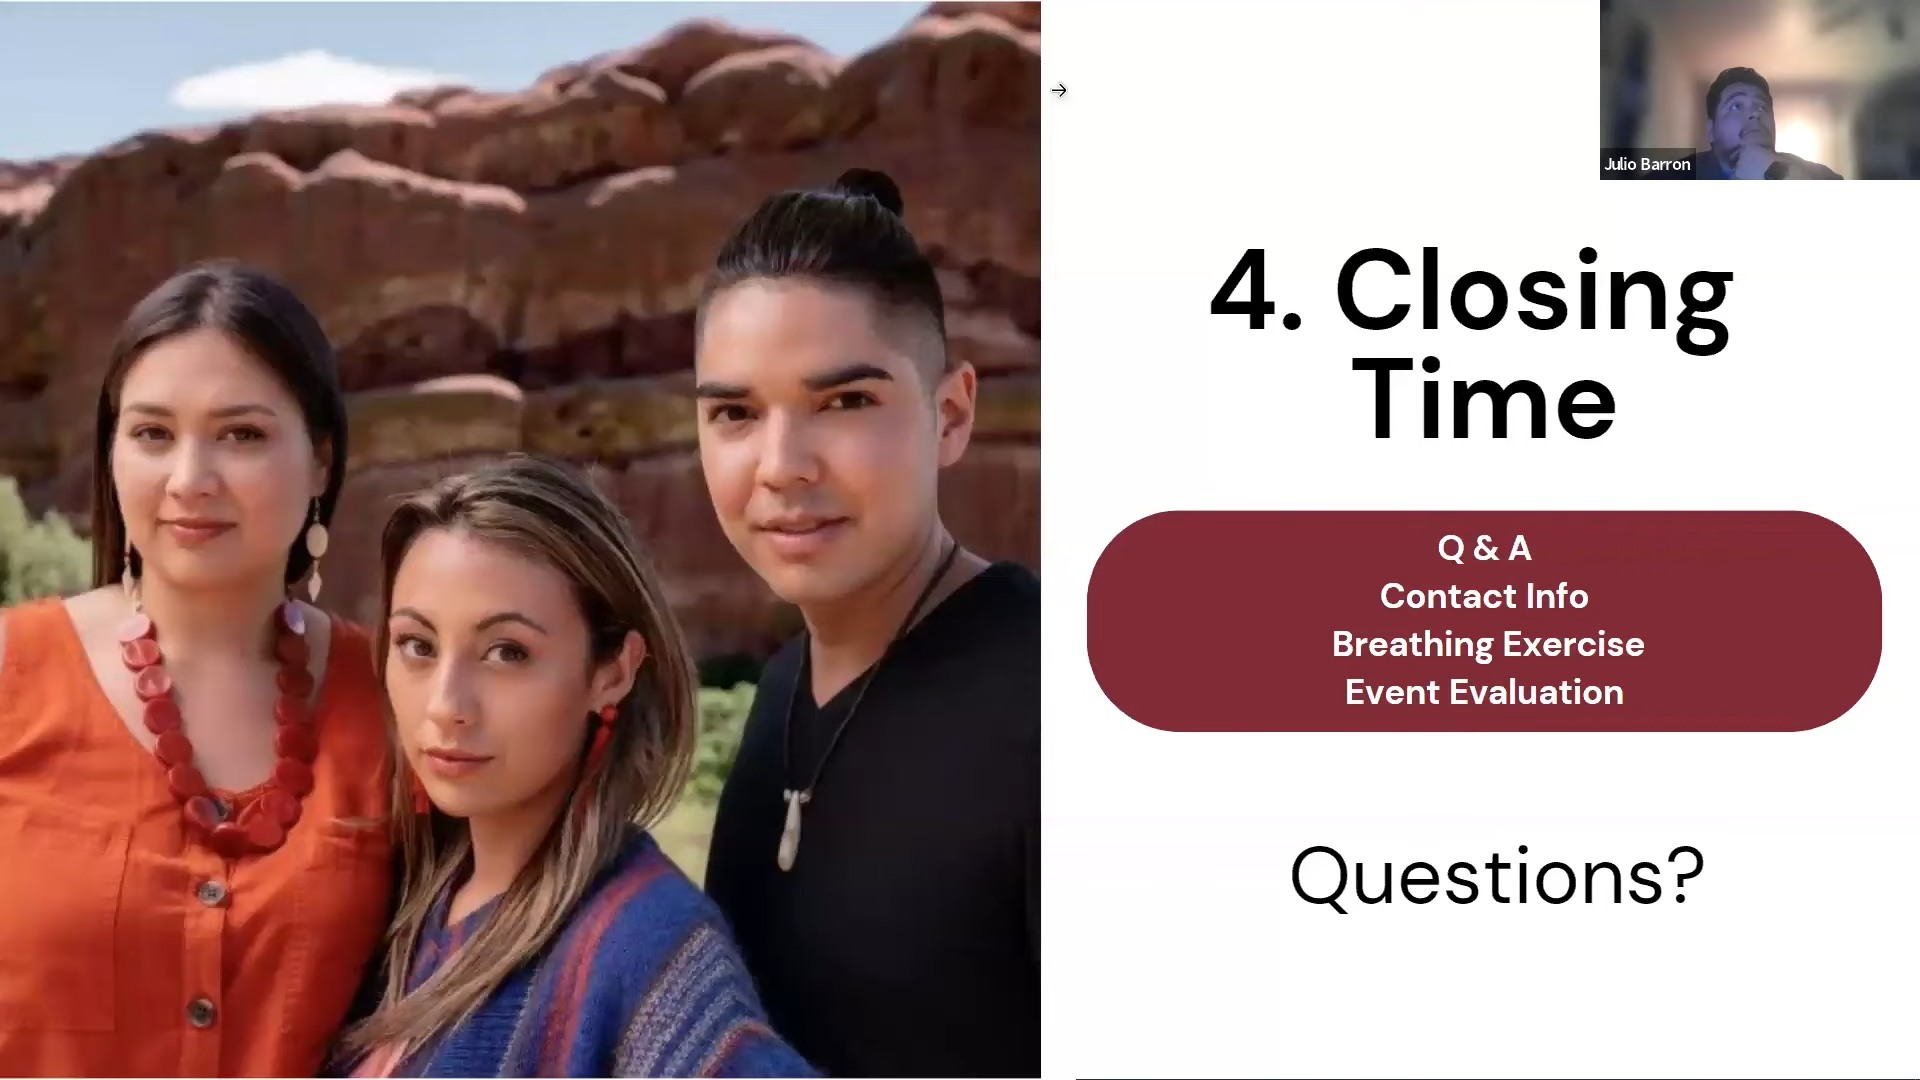 Julio Barron
4. Closing
Time
Q & A
Contact Info
Breathing Exercise
Event Evaluation
Questions?